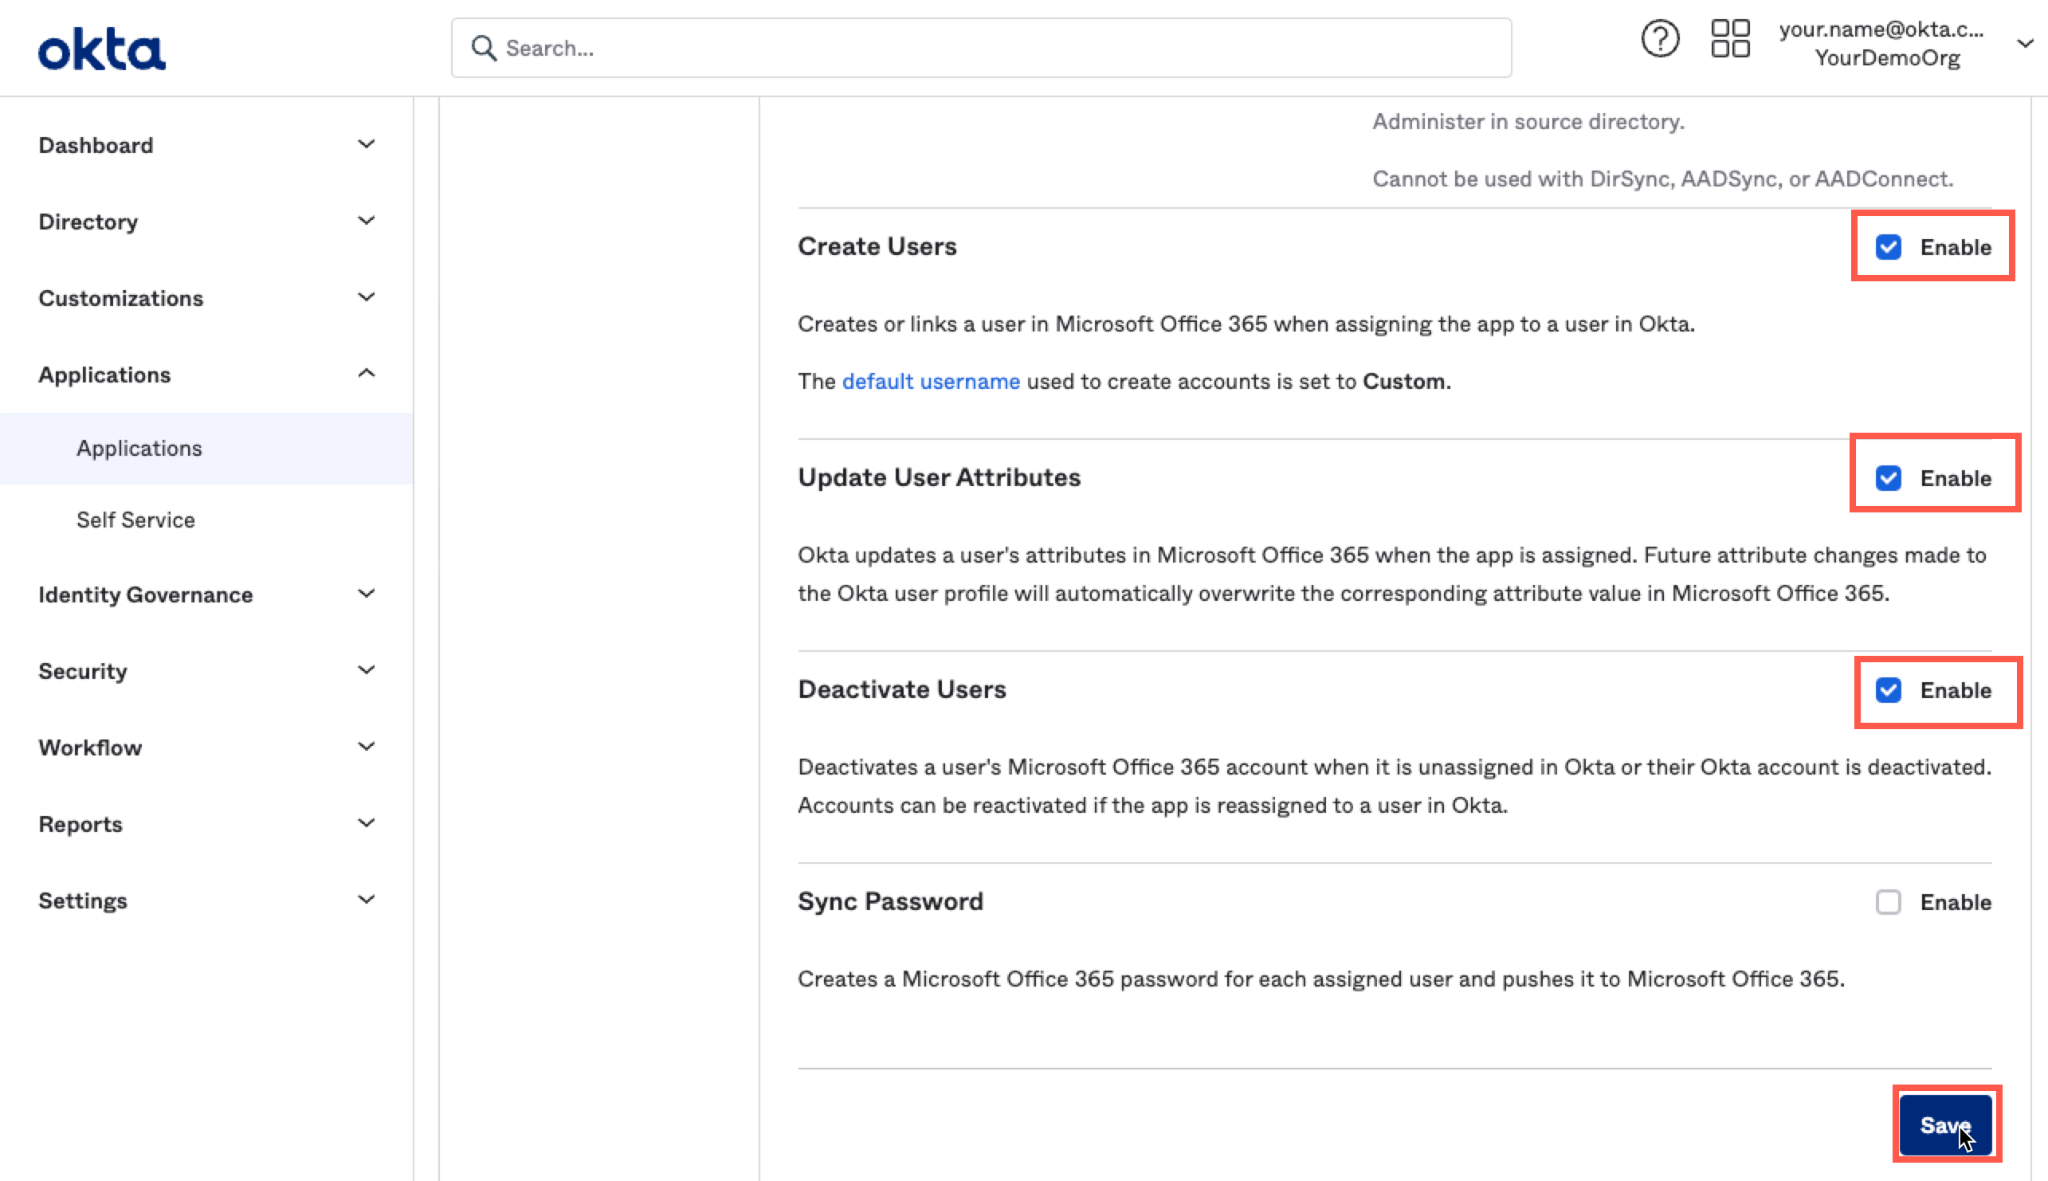 okta
Search...
your.name@okta.c...
YourDemoOrg
Dashboard
Directory
Customizations
Applications
Applications
Self Service
Identity Governance
Security
Workflow
Reports
Settings
Administer in source directory.
Cannot be used with DirSync, AADSync, or AADConnect.
Create Users
Enable
Creates or links a user in Microsoft Office 365 when assigning the app to a user in Okta.
The default username used to create accounts is set to Custom.
Update User Attributes
Enable
Okta updates a user's attributes in Microsoft Office 365 when the app is assigned. Future attribute changes made to
the Okta user profile will automatically overwrite the corresponding attribute value in Microsoft Office 365.
Deactivate Users
Enable
Deactivates a user's Microsoft Office 365 account when it is unassigned in Okta or their Okta account is deactivated.
Accounts can be reactivated if the app is reassigned to a user in Okta.
Sync Password
Enable
Creates a Microsoft Office 365 password for each assigned user and pushes it to Microsoft Office 365.
Save